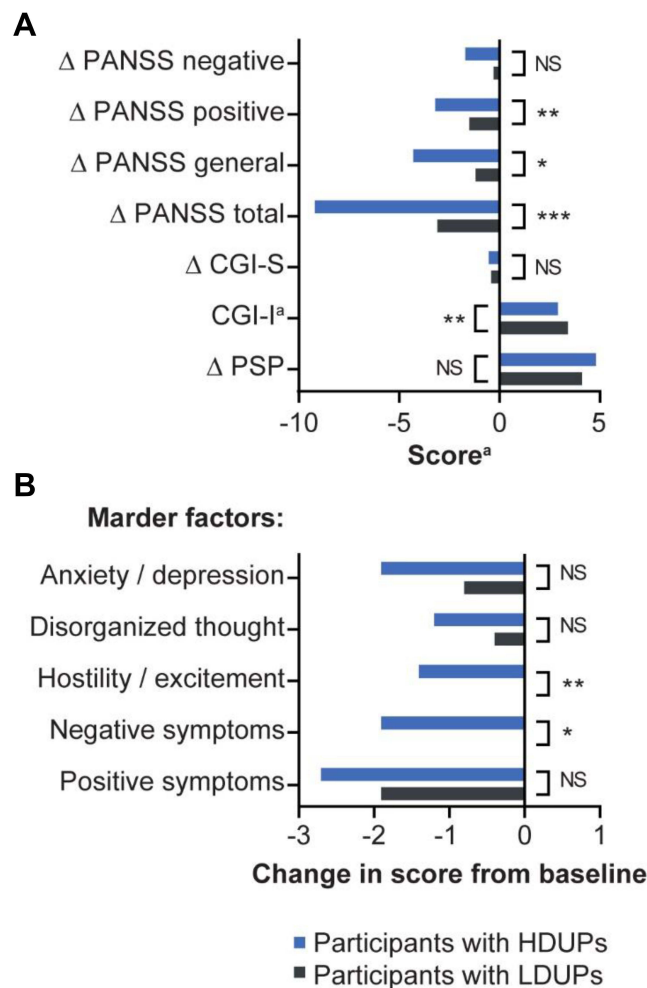 A
Δ PANSS negative
NS
Δ PANSS positive
**
Δ PANSS general
*
Δ PANSS total
***
Δ CGI-S
NS
CGI-Iᵃ
**
Δ PSP
NS
-10 -5 0 5
Scoreᵃ
B
Marder factors:
Anxiety / depression
NS
Disorganized thought
NS
Hostility / excitement
**
Negative symptoms
*
Positive symptoms
NS
-3 -2 -1 0 1
Change in score from baseline
Participants with HDUPs
Participants with LDUPs